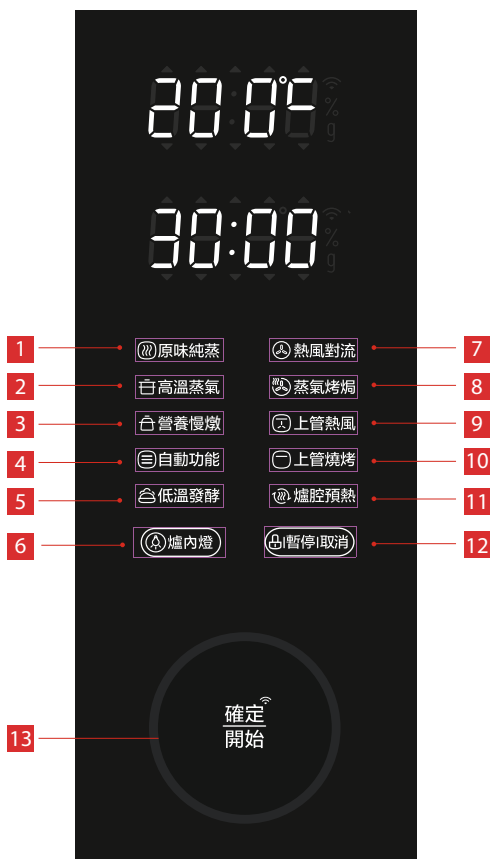 200°C
%
g
30:00
%
g
1 原味純蒸 熱風對流 7
2 高溫蒸氣 蒸氣烤焗 8
3 營養慢燉 上管熱風 9
4 自動功能 上管燒烤 10
5 低溫發酵 爐腔預熱 11
6 爐內燈 暫停|取消 12
確定
13 開始